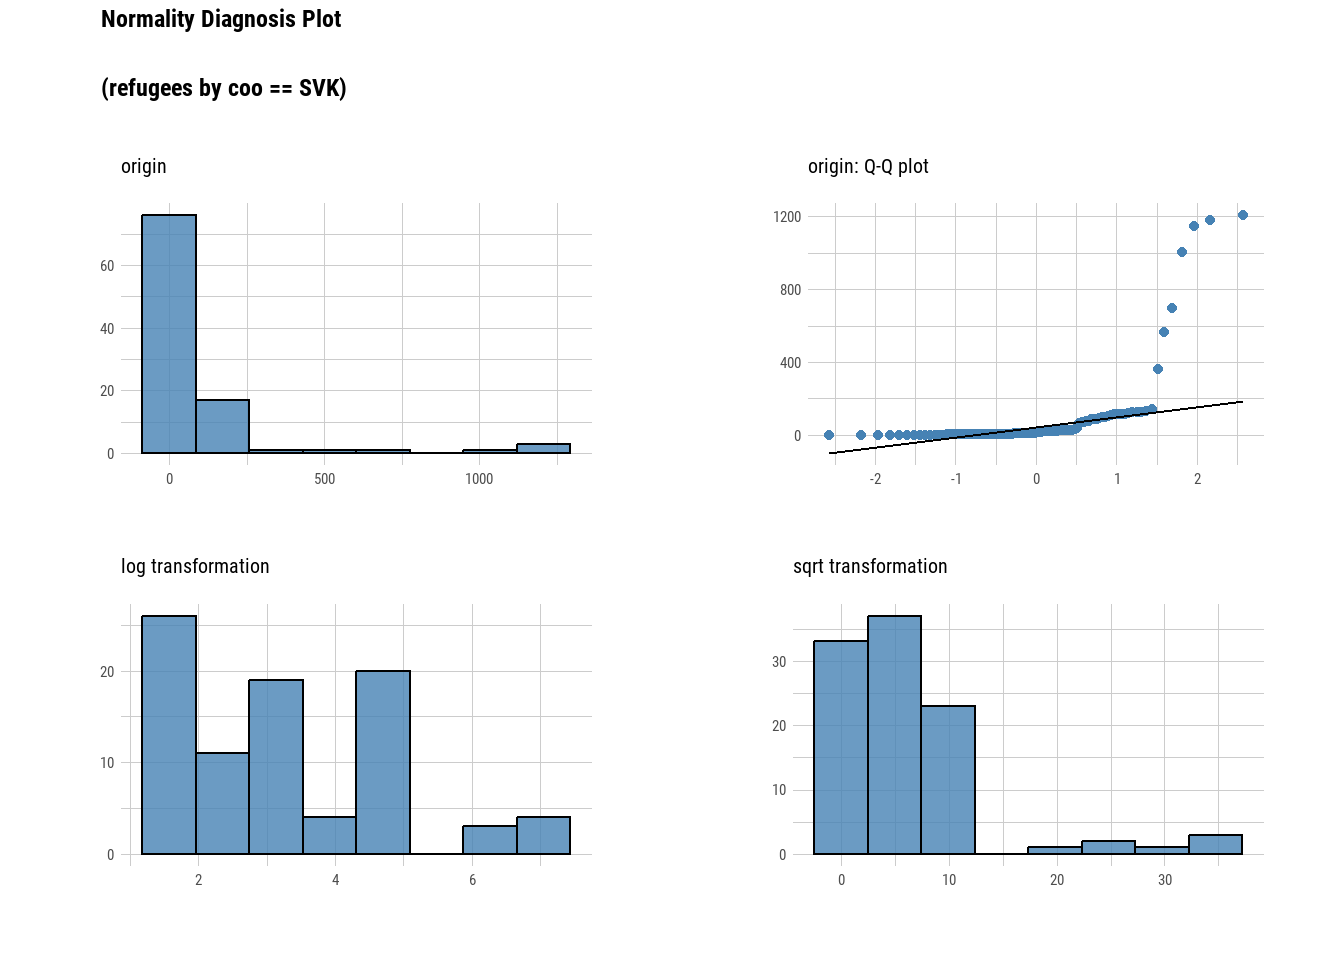 Normality Diagnosis Plot
(refugees by coo == SVK)
origin
60
40
20
0
0 500 1000
origin: Q-Q plot
1200
800
400
0
-2 -1 0 1 2
log transformation
20
10
0
2 4 6
sqrt transformation
30
20
10
0
0 10 20 30